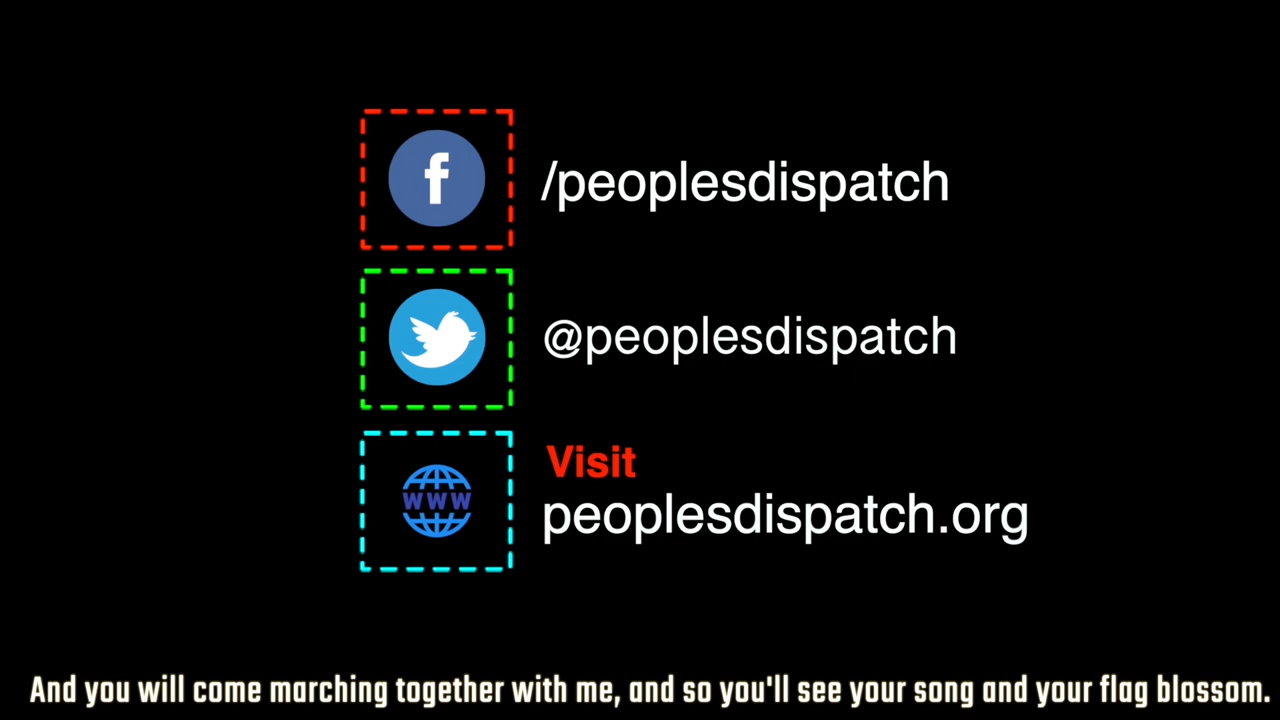 f
/peoplesdispatch
@peoplesdispatch
Visit
www
peoplesdispatch.org
And you will come marching together with me, and so you'll see your song and your flag blossom.